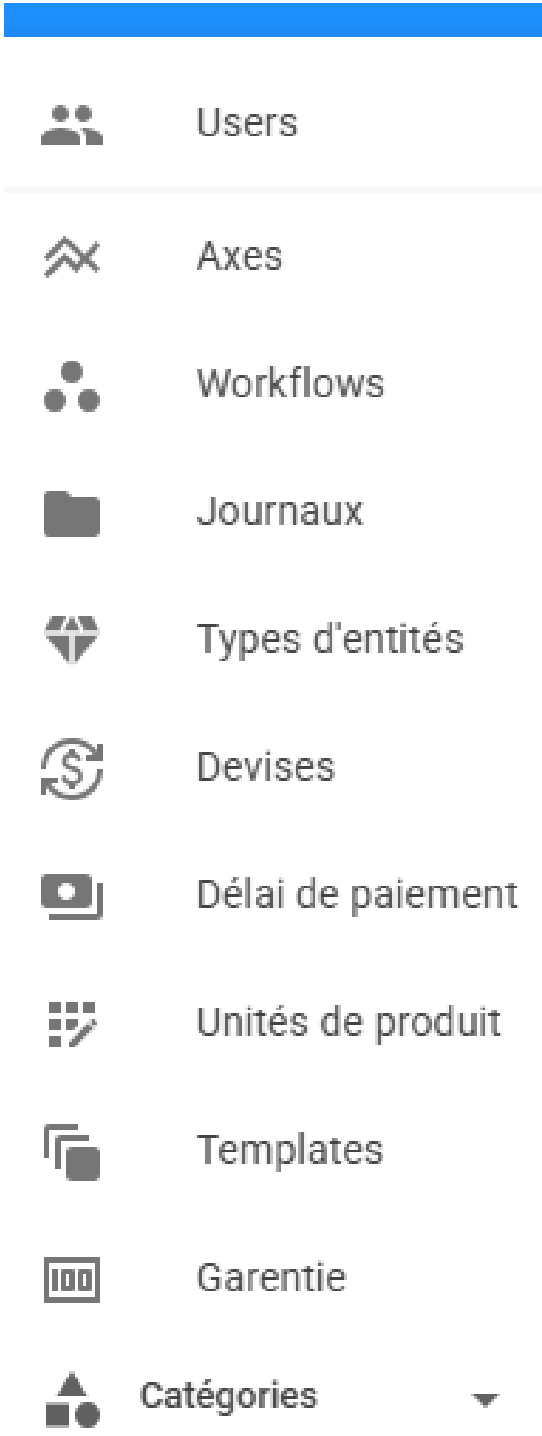 Users
Axes
Workflows
Journaux
Types d'entités
Devises
Délai de paiement
Unités de produit
Templates
Garentie
Catégories